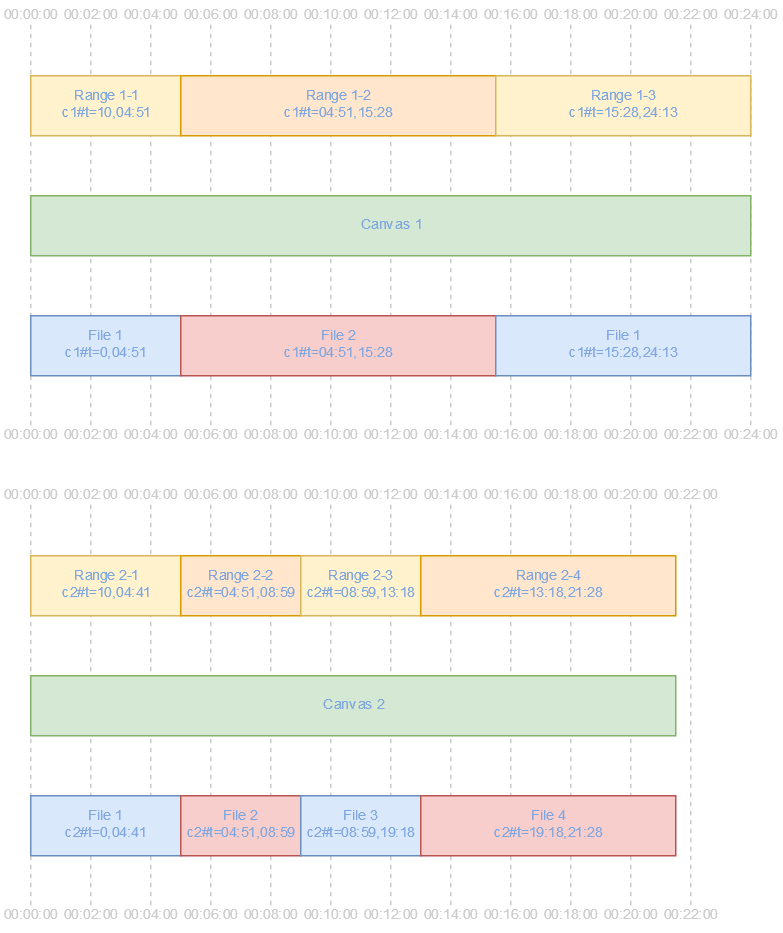 00:00:00 00:02:00 00:04:00 00:06:00 00:08:00 00:10:00 00:12:00 00:14:00 00:16:00 00:18:00 00:20:00 00:22:00 00:24:00
Range 1-1 Range 1-2 Range 1-3
c1#t=10,04:51 c1#t=04:51,15:28 c1#t=15:28,24:13
Canvas 1
File 1 File 2 File 1
c1#t=0,04:51 c1#t=04:51,15:28 c1#t=15:28,24:13
00:00:00 00:02:00 00:04:00 00:06:00 00:08:00 00:10:00 00:12:00 00:14:00 00:16:00 00:18:00 00:20:00 00:22:00 00:24:00
00:00:00 00:02:00 00:04:00 00:06:00 00:08:00 00:10:00 00:12:00 00:14:00 00:16:00 00:18:00 00:20:00 00:22:00
Range 2-1 Range 2-2 Range 2-3 Range 2-4
c2#t=10,04:41 c2#t=04:51,08:59 c2#t=08:59,13:18 c2#t=13:18,21:28
Canvas 2
File 1 File 2 File 3 File 4
c2#t=0,04:41 c2#t=04:51,08:59 c2#t=08:59,19:18 c2#t=19:18,21:28
00:00:00 00:02:00 00:04:00 00:06:00 00:08:00 00:10:00 00:12:00 00:14:00 00:16:00 00:18:00 00:20:00 00:22:00